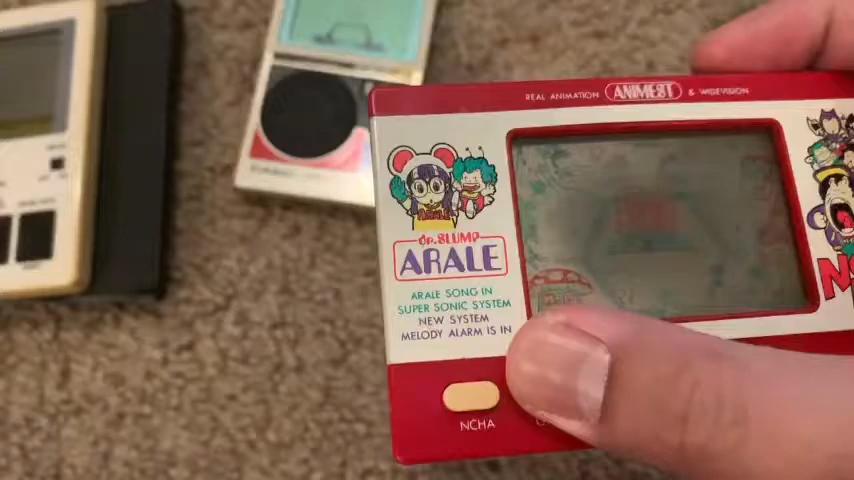 REAL ANIMATION ANIMEST & WIDEVISION
ARALE
Dr. SLUMP
ARALE
ARALE SONG IN
SUPER SONIC SYSTEM
NEW SYSTEM
MELODY ALARM IS IN
NCHA